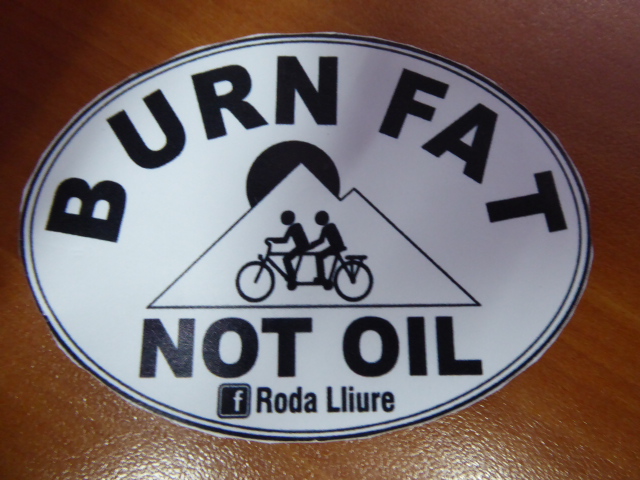 BURN FAT
NOT OIL
f Roda Lliure